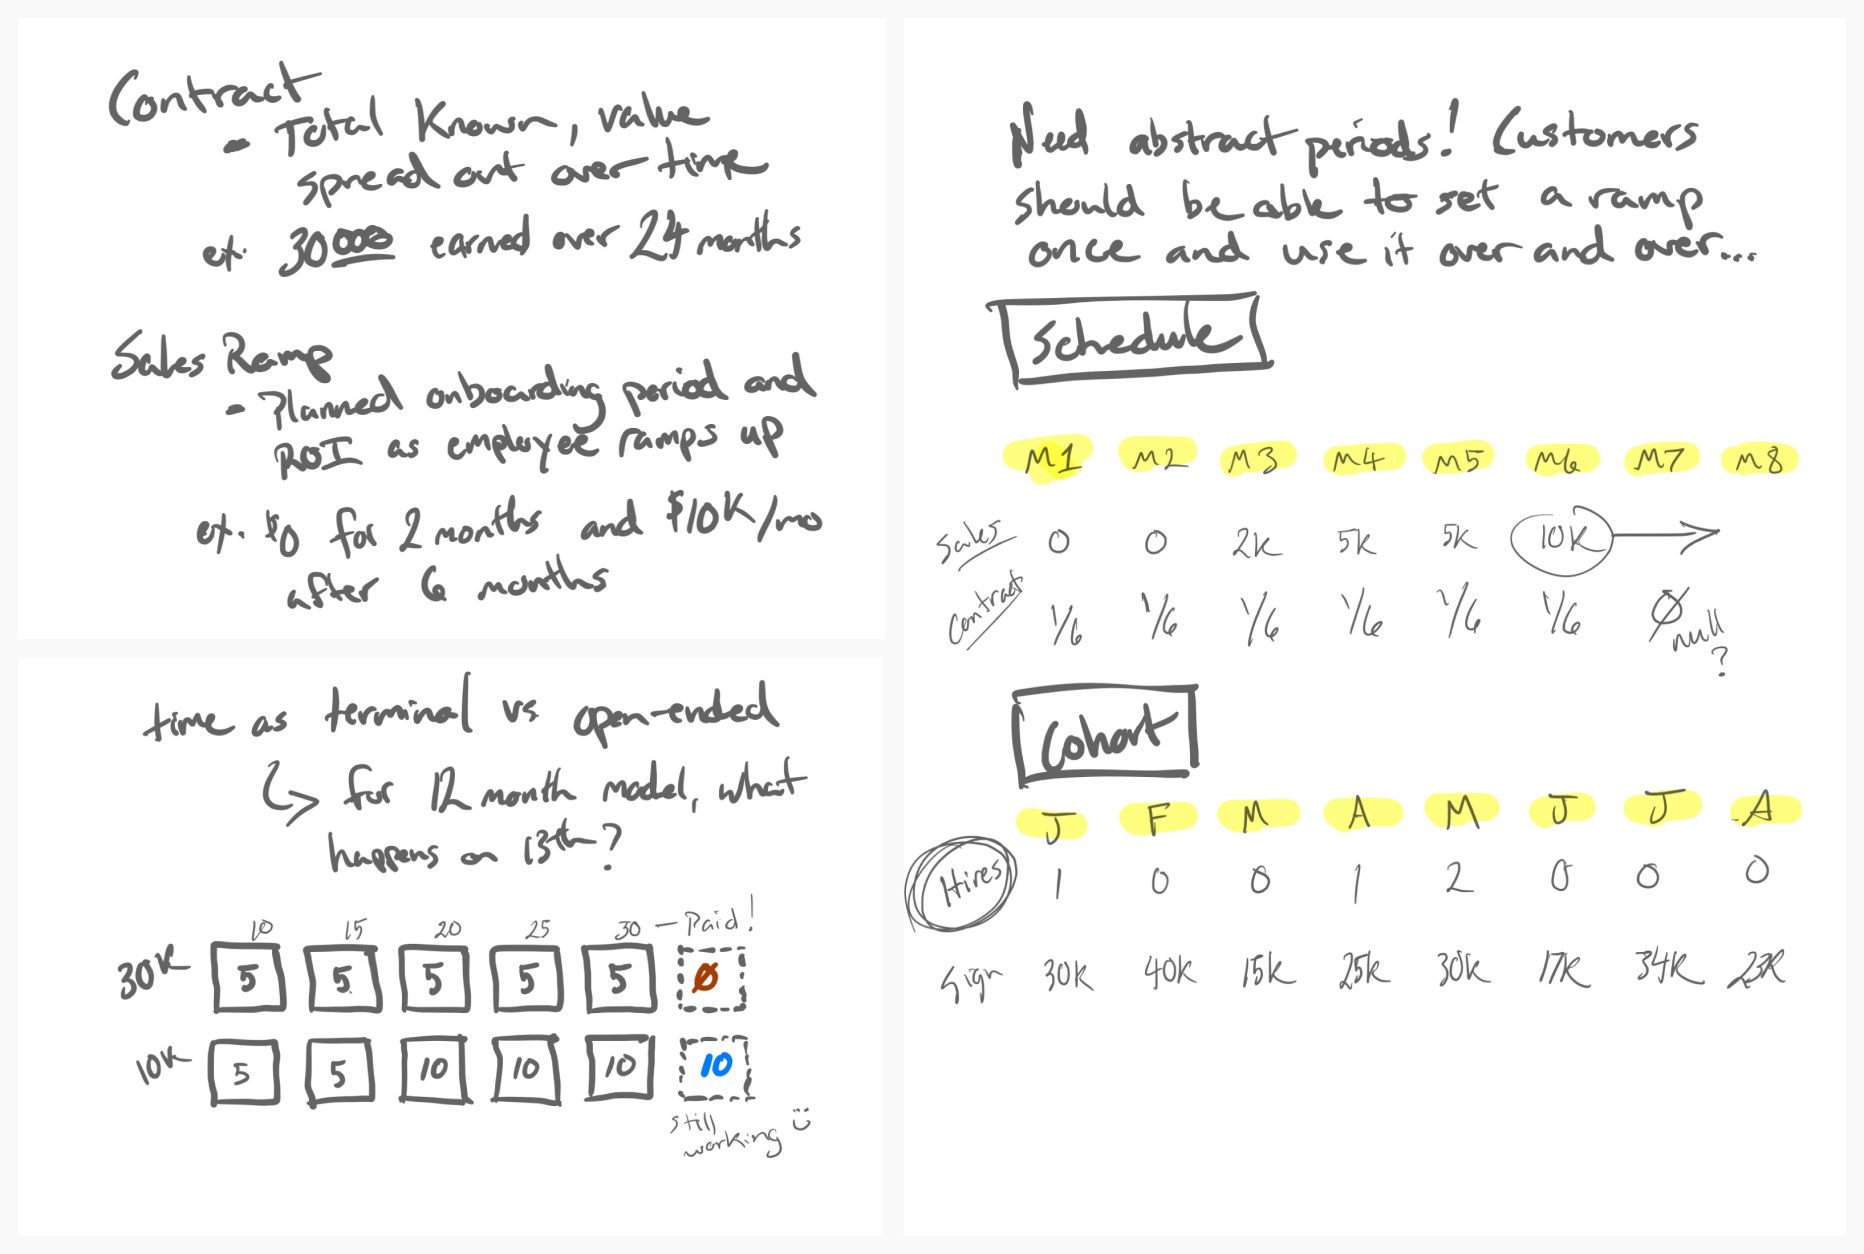 Contract
- Total Known, value
spread out over time
ex. 30000 earned over 24 months
Sales Ramp
- Planned onboarding period and
ROI as employee ramps up
ex. $0 for 2 months and $10K/mo
after 6 months
time as terminal vs open-ended
↳ for 12 month model, what
happens on 13th?
10 15 20 25 30 — Paid!
30K 5 5 5 5 5 Ø
10K 5 5 10 10 10 10
still
working ☺
Need abstract periods! Customers
should be able to set a ramp
once and use it over and over...
Schedule
M1 M2 M3 M4 M5 M6 M7 M8
Sales 0 0 2K 5K 5K 10K →
Contract 1/6 1/6 1/6 1/6 1/6 1/6 Ø null
?
Cohort
J F M A M J J A
Hires 1 0 0 1 2 0 0 0
Sign 30K 40K 15K 25K 30K 17K 34K 23K